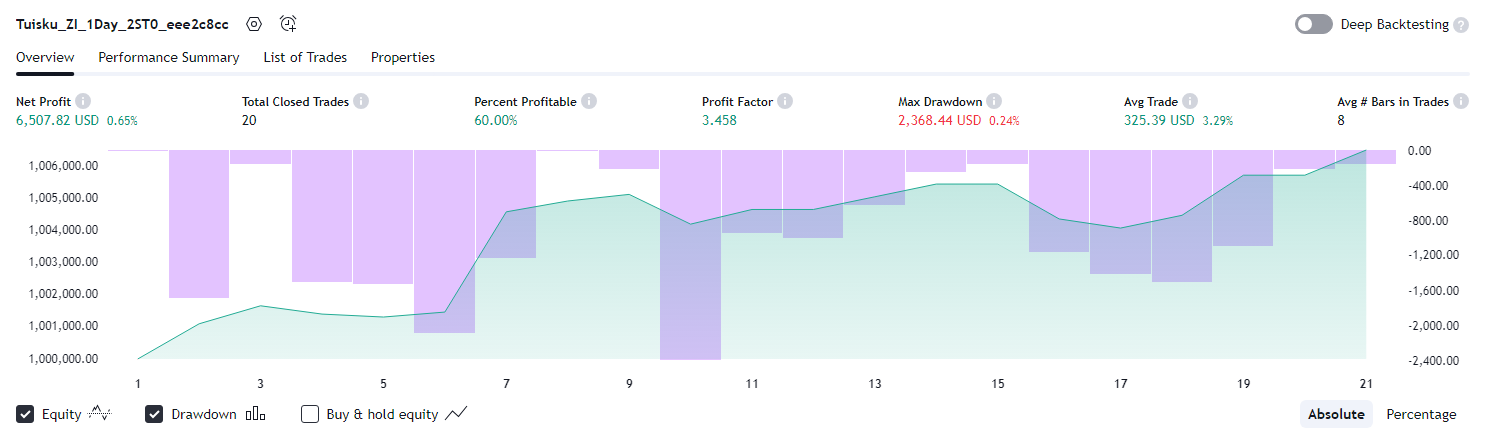 Tuisku_ZI_1Day_2ST0_eee2c8cc Deep Backtesting ?
Overview Performance Summary List of Trades Properties
Net Profit i Total Closed Trades i Percent Profitable i Profit Factor i Max Drawdown i Avg Trade i Avg # Bars in Trades i
6,507.82 USD 0.65% 20 60.00% 3.458 2,368.44 USD 0.24% 325.39 USD 3.29% 8
0.00
1,006,000.00
-400.00
1,005,000.00
-800.00
1,004,000.00
-1,200.00
1,003,000.00
-1,600.00
1,002,000.00
-2,000.00
1,001,000.00
1,000,000.00
-2,400.00
1 3 5 7 9 11 13 15 17 19 21
Equity Drawdown Buy & hold equity Absolute Percentage